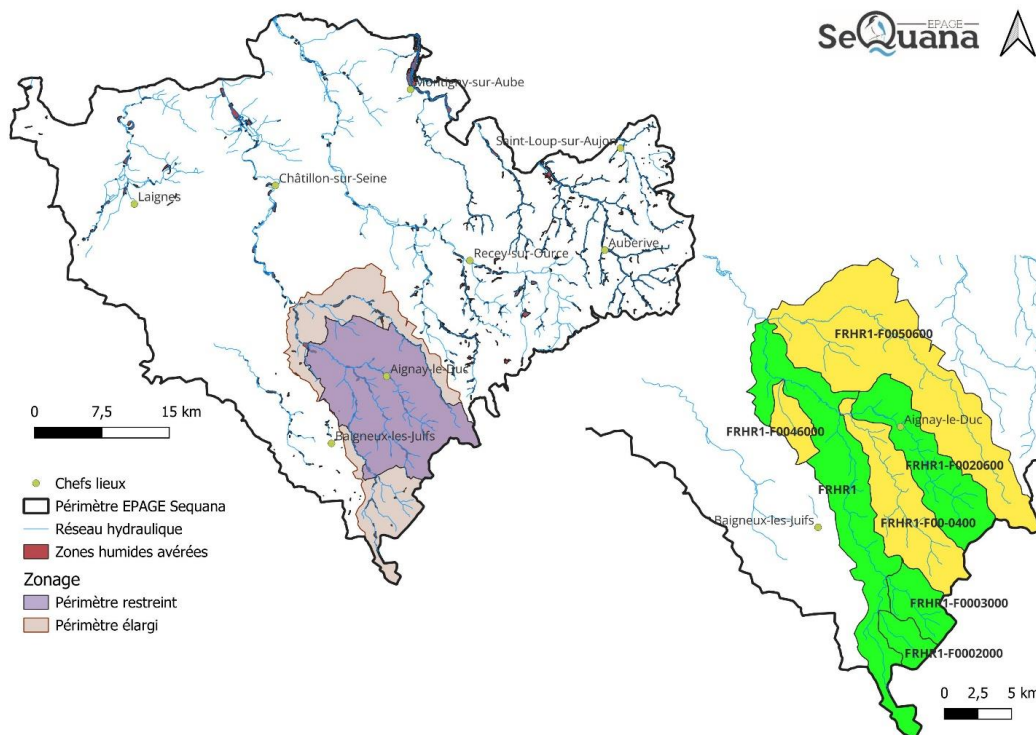 EPAGE
SeQuana
Montigny-sur-Aube
Saint-Loup-sur-Aujon
Châtillon-sur-Seine
Laignes
Auberive
Recey-sur-Ource
Aignay-le-Duc
Baigneux-les-Juifs
0 7,5 15 km
Chefs lieux
Périmètre EPAGE Sequana
Réseau hydraulique
Zones humides avérées
Zonage
Périmètre restreint
Périmètre élargi
FRHR1-F0050600
Aignay-le-Duc
FRHR1-F0046000
FRHR1-F0020600
FRHR1
FRHR1-F00-0400
Baigneux-les-Juifs
FRHR1-F0003000
FRHR1-F0002000
0 2,5 5 km